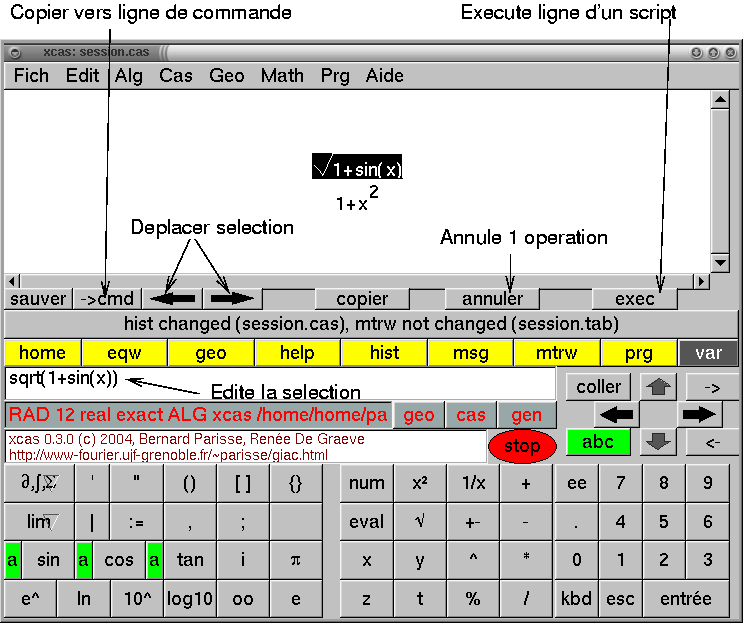 Copier vers ligne de commande
Execute ligne d'un script
xcas: session.cas
Fich Edit Alg Cas Geo Math Prg Aide
√1+sin( x)
1+x²
Deplacer selection
Annule 1 operation
sauver ->cmd copier annuler exec
hist changed (session.cas), mtrw not changed (session.tab)
home eqw geo help hist msg mtrw prg var
sqrt(1+sin(x))
Edite la selection
coller ->
RAD 12 real exact ALG xcas /home/home/pa geo cas gen
xcas 0.3.0 (c) 2004, Bernard Parisse, Renée De Graeve
http://www-fourier.ujf-grenoble.fr/~parisse/giac.html
stop abc <-
∂,∫,Σ ' " () [ ] {} num x² 1/x + ee 7 8 9
lim | := , ; eval √ +- - . 4 5 6
a sin a cos a tan i π x y ^ * 0 1 2 3
e^ ln 10^ log10 oo e z t % / kbd esc entrée